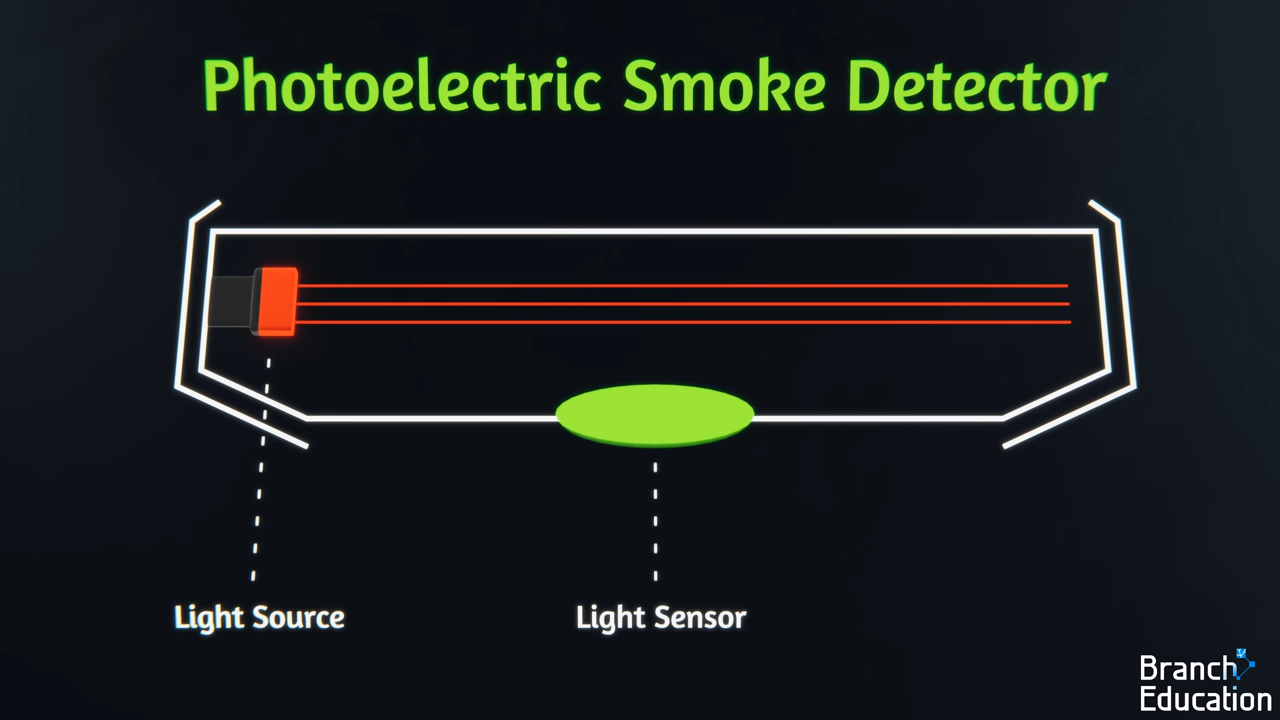 Photoelectric Smoke Detector
Light Source
Light Sensor
Branch
Education